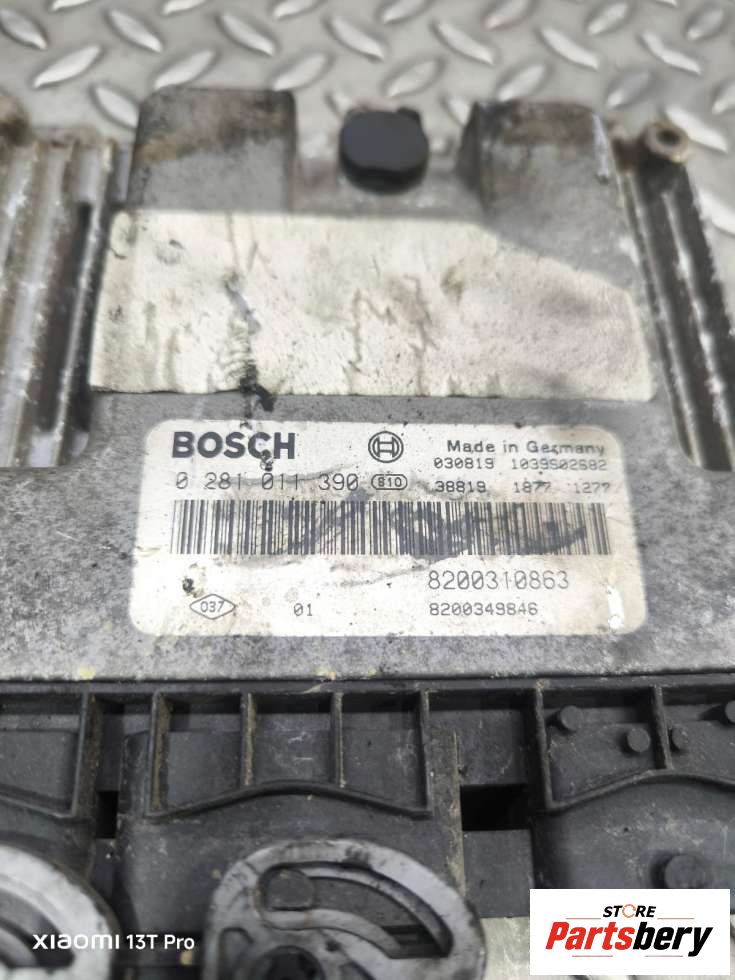 BOSCH Made in Germany
030819 1039S02682
0 281 011 390 S10 38819 1877 1277
8200310863
037 01 8200349846
XIAOMI 13T Pro
STORE
Partsbery